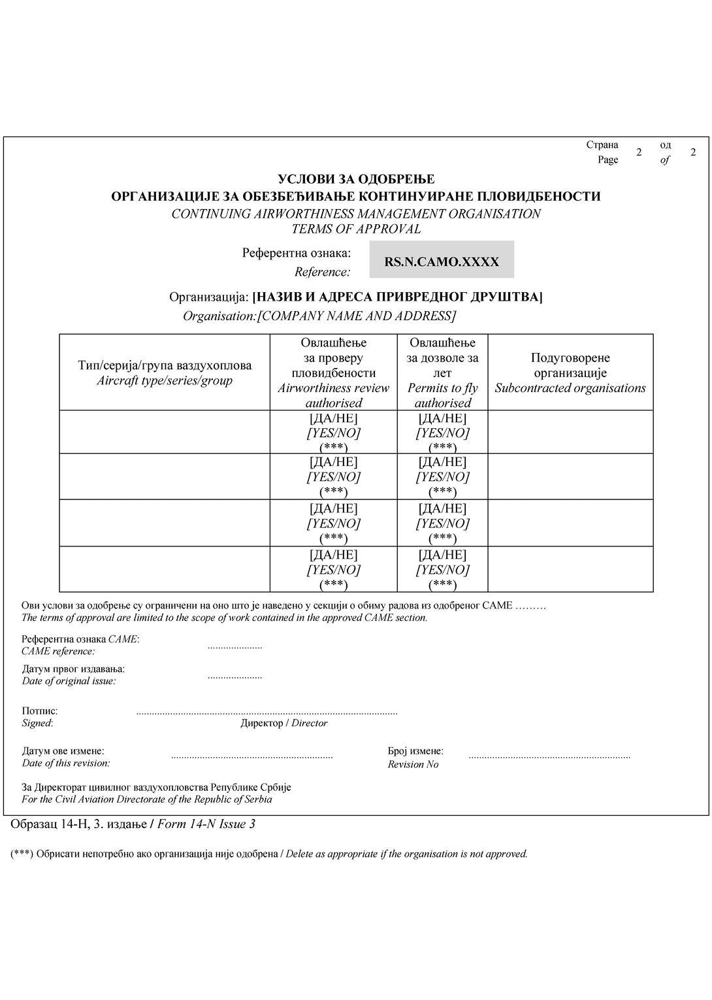 Страна од
2 2
Page of
УСЛОВИ ЗА ОДОБРЕЊЕ
ОРГАНИЗАЦИЈЕ ЗА ОБЕЗБЕЂИВАЊЕ КОНТИНУИРАНЕ ПЛОВИДБЕНОСТИ
CONTINUING AIRWORTHINESS MANAGEMENT ORGANISATION
TERMS OF APPROVAL
Референтна ознака:
Reference:
RS.N.CAMO.XXXX
Организација: [НАЗИВ И АДРЕСА ПРИВРЕДНОГ ДРУШТВА]
Organisation:[COMPANY NAME AND ADDRESS]
Тип/серија/група ваздухоплова
Aircraft type/series/group
Овлашћење
за проверу
пловидбености
Airworthiness review
authorised
Овлашћење
за дозволе за
лет
Permits to fly
authorised
Подуговорене
организације
Subcontracted organisations
[ДА/НЕ]
[YES/NO]
(***)
[ДА/НЕ]
[YES/NO]
(***)
[ДА/НЕ]
[YES/NO]
(***)
[ДА/НЕ]
[YES/NO]
(***)
[ДА/НЕ]
[YES/NO]
(***)
[ДА/НЕ]
[YES/NO]
(***)
[ДА/НЕ]
[YES/NO]
(***)
[ДА/НЕ]
[YES/NO]
(***)
Ови услови за одобрење су ограничени на оно што је наведено у секцији о обиму радова из одобреног CAME ………
The terms of approval are limited to the scope of work contained in the approved CAME section.
Референтна ознака CAME:
CAME reference:
.....................
Датум првог издавања:
Date of original issue:
.....................
Потпис: ....................................................................................................
Signed: Директор / Director
Датум ове измене: .............................................................. Број измене: ..............................................................
Date of this revision: Revision No
За Директорат цивилног ваздухопловства Републике Србије
For the Civil Aviation Directorate of the Republic of Serbia
Образац 14-Н, 3. издање / Form 14-N Issue 3
(***) Обрисати непотребно ако организација није одобрена / Delete as appropriate if the organisation is not approved.